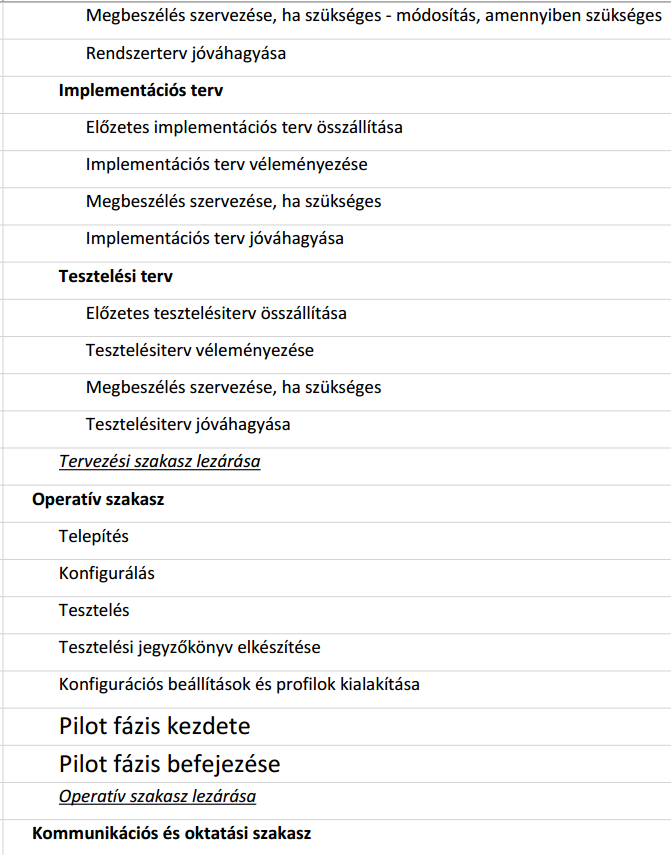 Megbeszélés szervezése, ha szükséges - módosítás, amennyiben szükséges
Rendszerterv jóváhagyása
Implementációs terv
Előzetes implementációs terv összállítása
Implementációs terv véleményezése
Megbeszélés szervezése, ha szükséges
Implementációs terv jóváhagyása
Tesztelési terv
Előzetes tesztelésiterv összállítása
Tesztelésiterv véleményezése
Megbeszélés szervezése, ha szükséges
Tesztelésiterv jóváhagyása
Tervezési szakasz lezárása
Operatív szakasz
Telepítés
Konfigurálás
Tesztelés
Tesztelési jegyzőkönyv elkészítése
Konfigurációs beállítások és profilok kialakítása
Pilot fázis kezdete
Pilot fázis befejezése
Operatív szakasz lezárása
Kommunikációs és oktatási szakasz